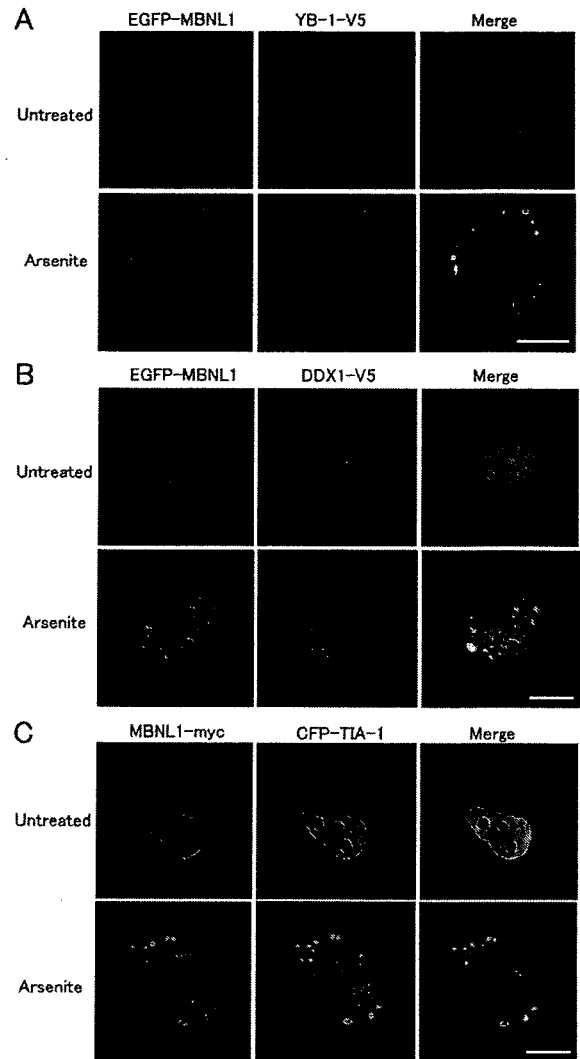 A
EGFP-MBNL1 YB-1-V5 Merge
Untreated
Arsenite
B
EGFP-MBNL1 DDX1-V5 Merge
Untreated
Arsenite
C
MBNL1-myc CFP-TIA-1 Merge
Untreated
Arsenite